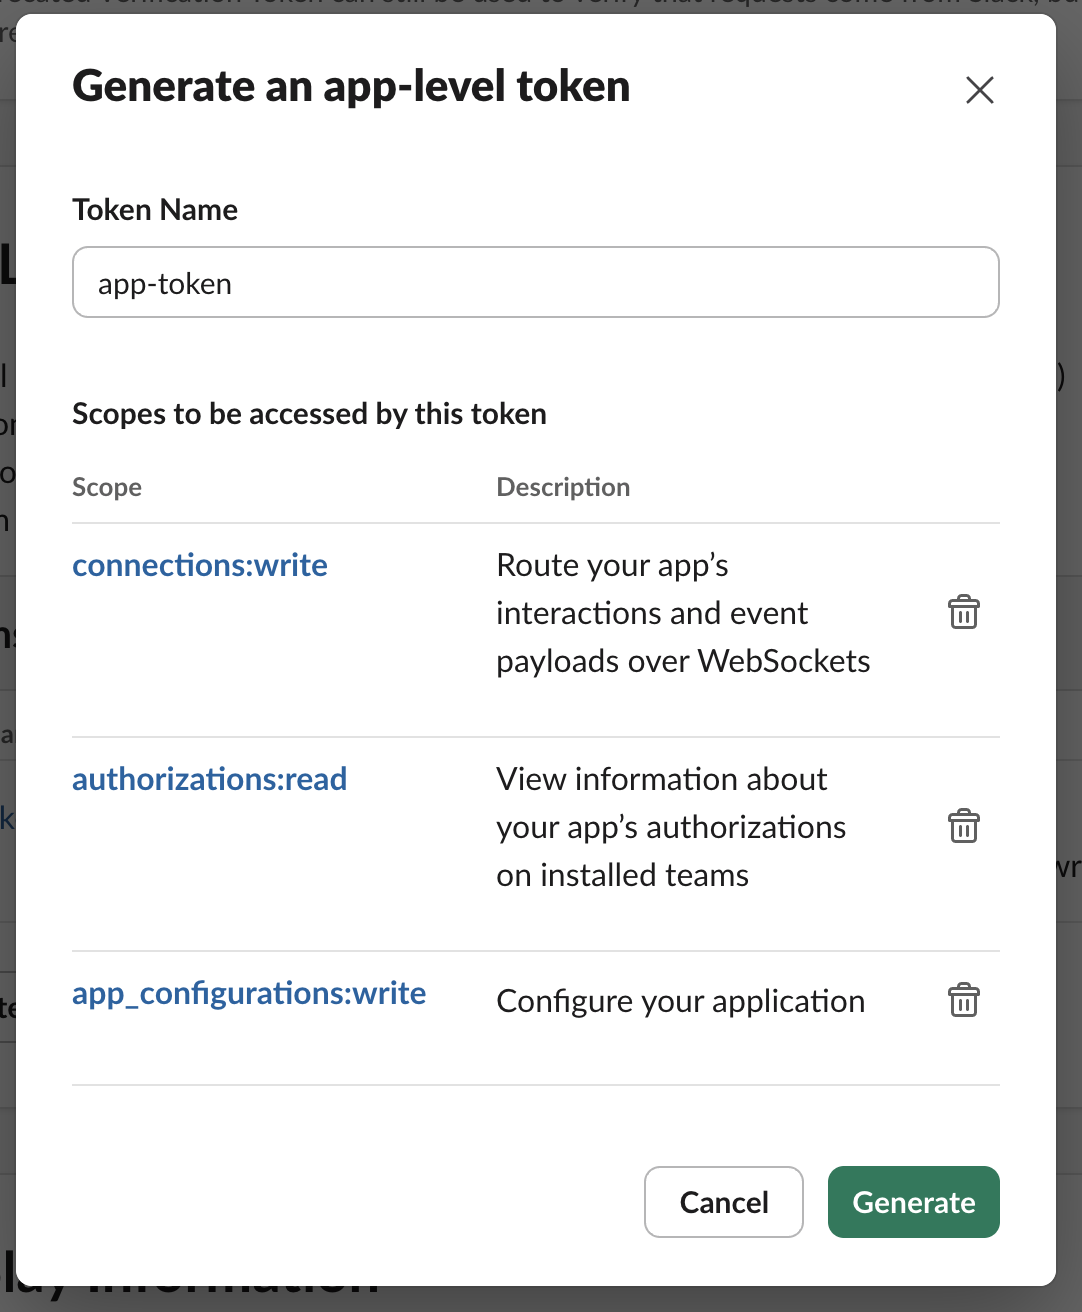 Generate an app-level token
Token Name
app-token
Scopes to be accessed by this token
Scope Description
connections:write Route your app’s
interactions and event
payloads over WebSockets
authorizations:read View information about
your app’s authorizations
on installed teams
app_configurations:write Configure your application
Cancel Generate